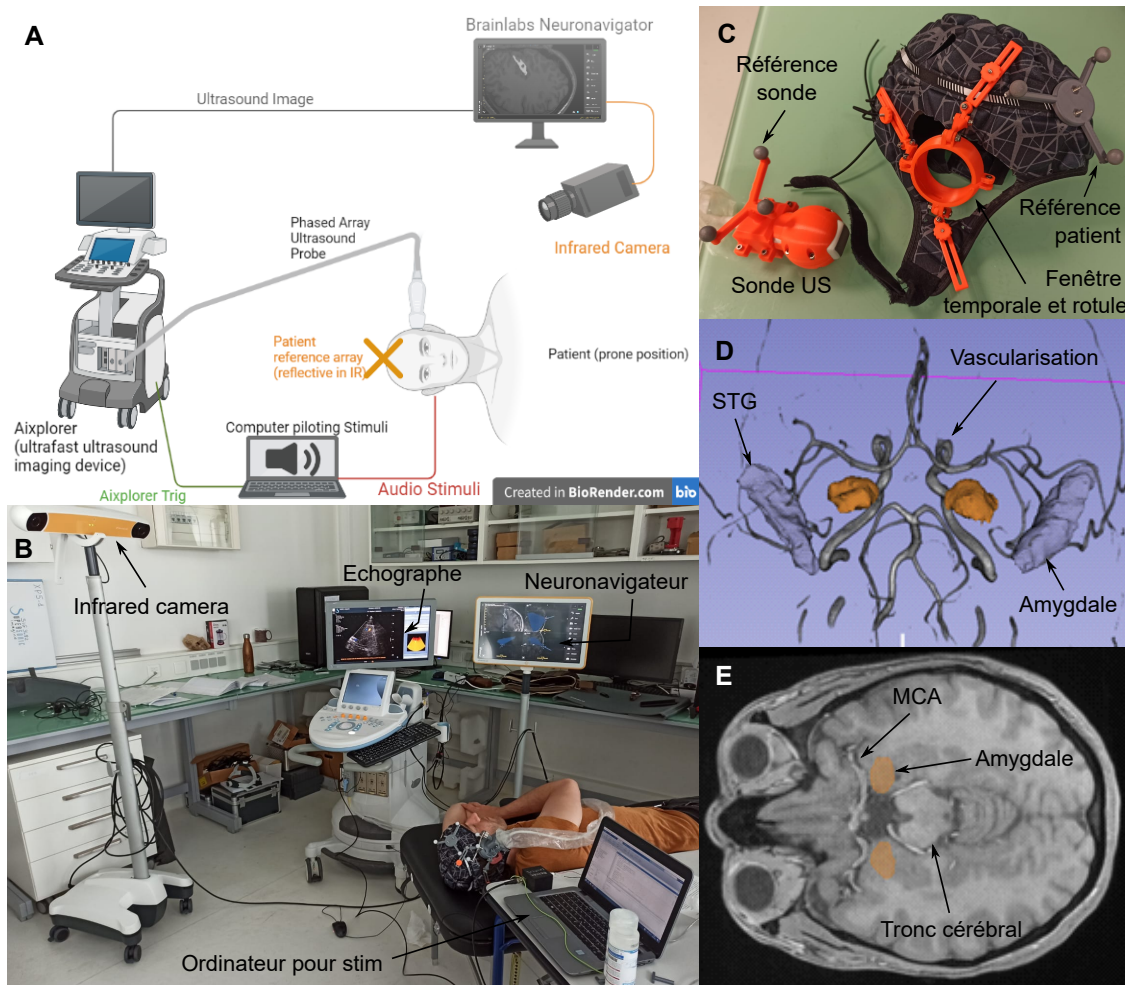 A
Brainlabs Neuronavigator
Ultrasound Image
Infrared Camera
Phased Array
Ultrasound
Probe
Patient
reference array
(reflective in IR)
Patient (prone position)
Aixplorer
(ultrafast ultrasound
imaging device)
Computer piloting Stimuli
Aixplorer Trig
Audio Stimuli
Created in BioRender.com bio
B
Infrared camera
Echographe
Neuronavigateur
Ordinateur pour stim
C
Référence
sonde
Sonde US
Référence
patient
Fenêtre
temporale et rotule
D
Vascularisation
STG
Amygdale
E
MCA
Amygdale
Tronc cérébral